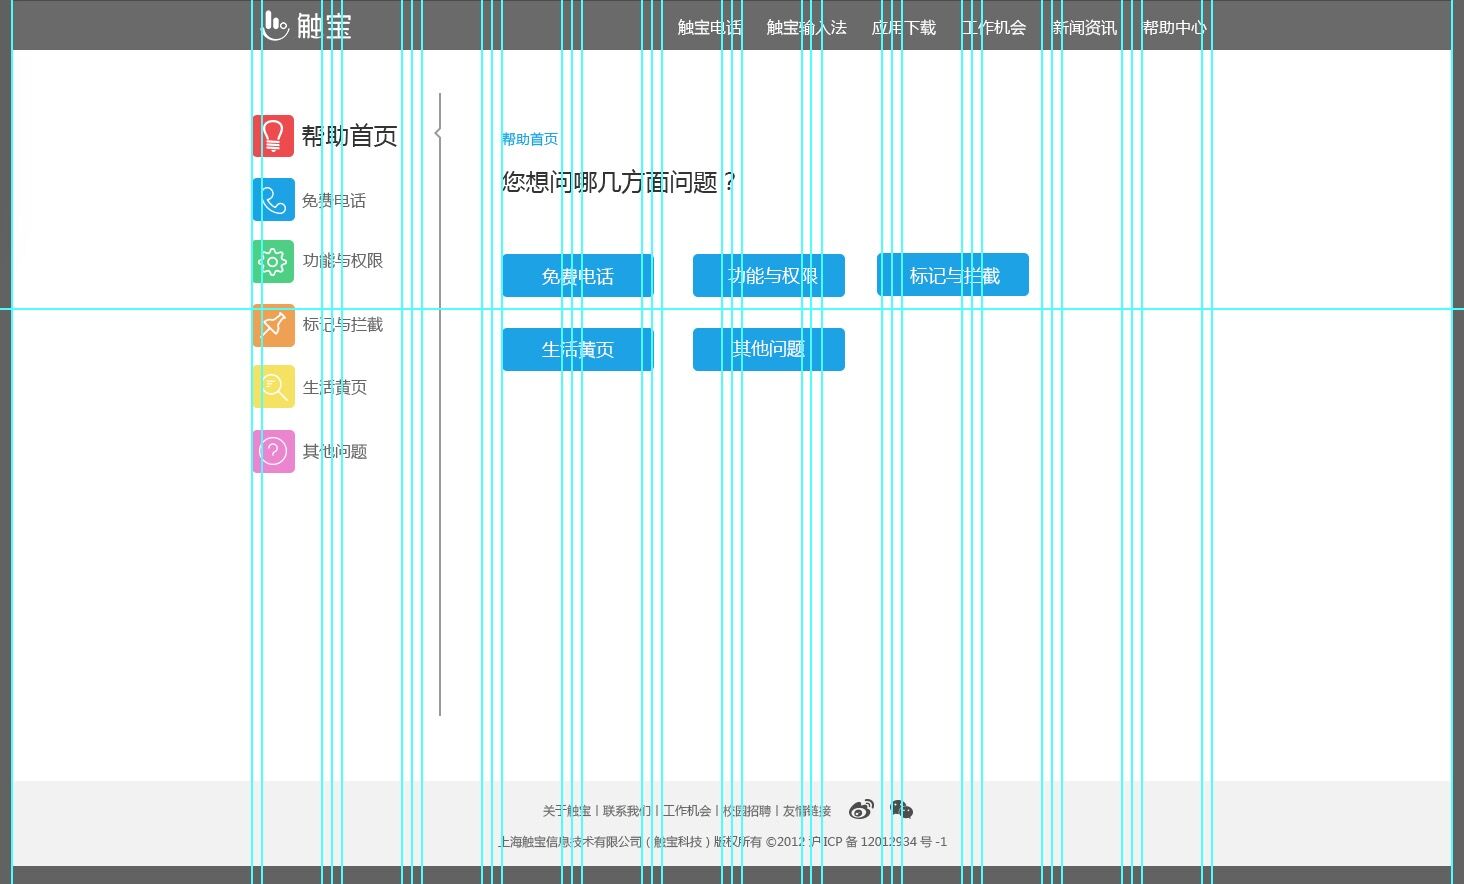 触宝 触宝电话 触宝输入法 应用下载 工作机会 新闻资讯 帮助中心
帮助首页
免费电话
功能与权限
标记与拦截
生活黄页
其他问题
帮助首页
您想问哪几方面问题？
免费电话 功能与权限 标记与拦截
生活黄页 其他问题
关于触宝 | 联系我们 | 工作机会 | 校园招聘 | 友情链接
上海触宝信息技术有限公司 ( 触宝科技 ) 版权所有 ©2012 沪ICP 备 12012934 号 -1